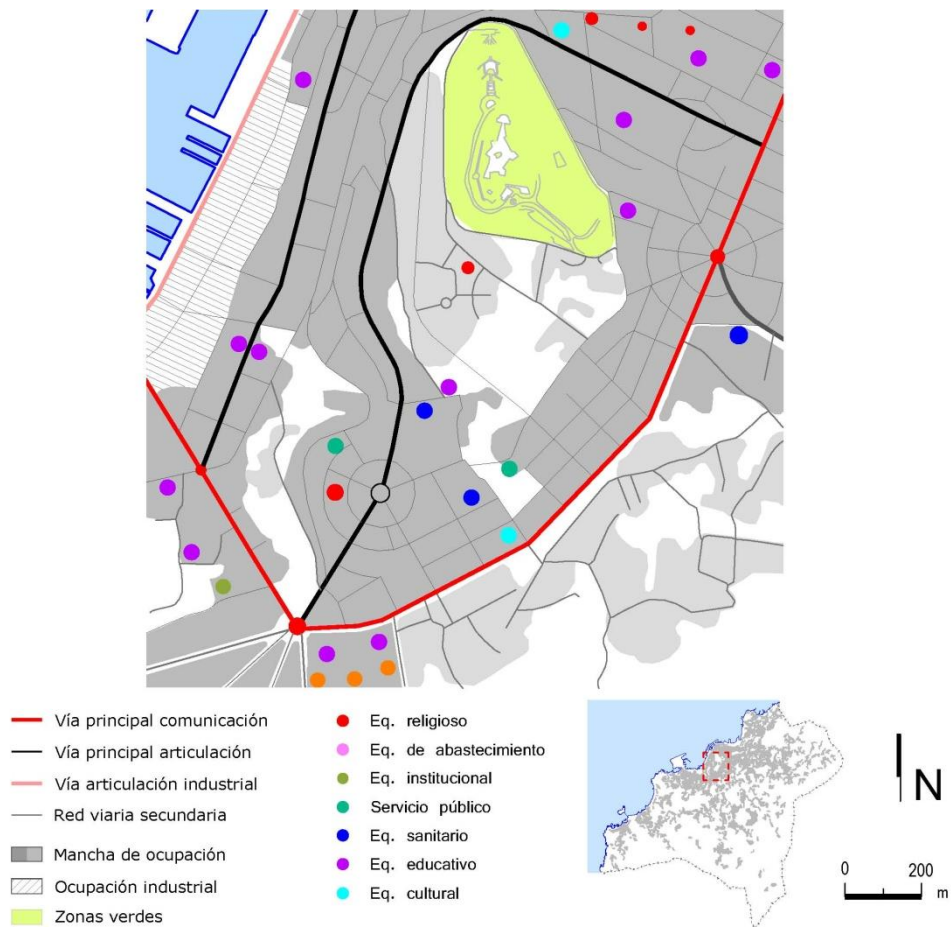 Vía principal comunicación
Vía principal articulación
Vía articulación industrial
Red viaria secundaria
Mancha de ocupación
Ocupación industrial
Zonas verdes
Eq. religioso
Eq. de abastecimiento
Eq. institucional
Servicio público
Eq. sanitario
Eq. educativo
Eq. cultural
N
0 200
m